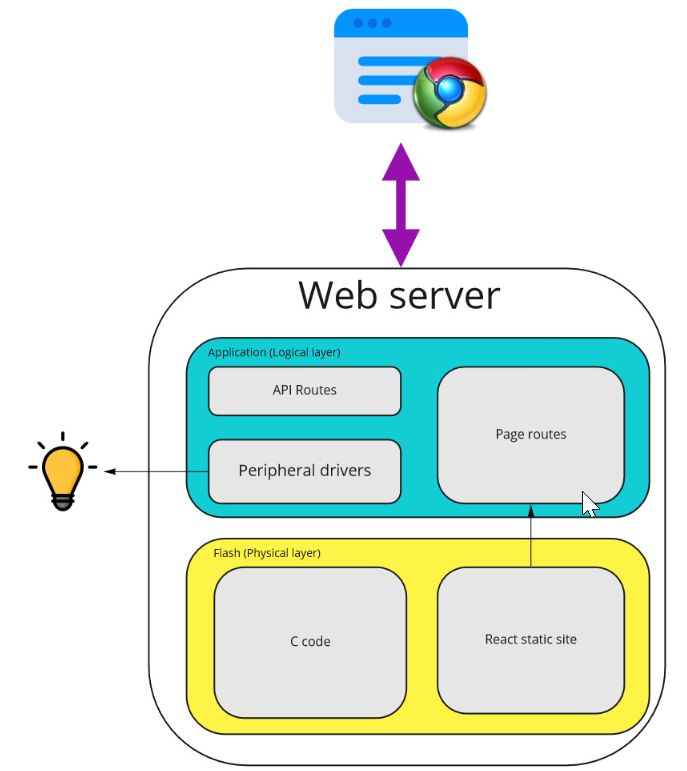 Web server
Application (Logical layer)
API Routes
Peripheral drivers
Page routes
Flash (Physical layer)
C code
React static site